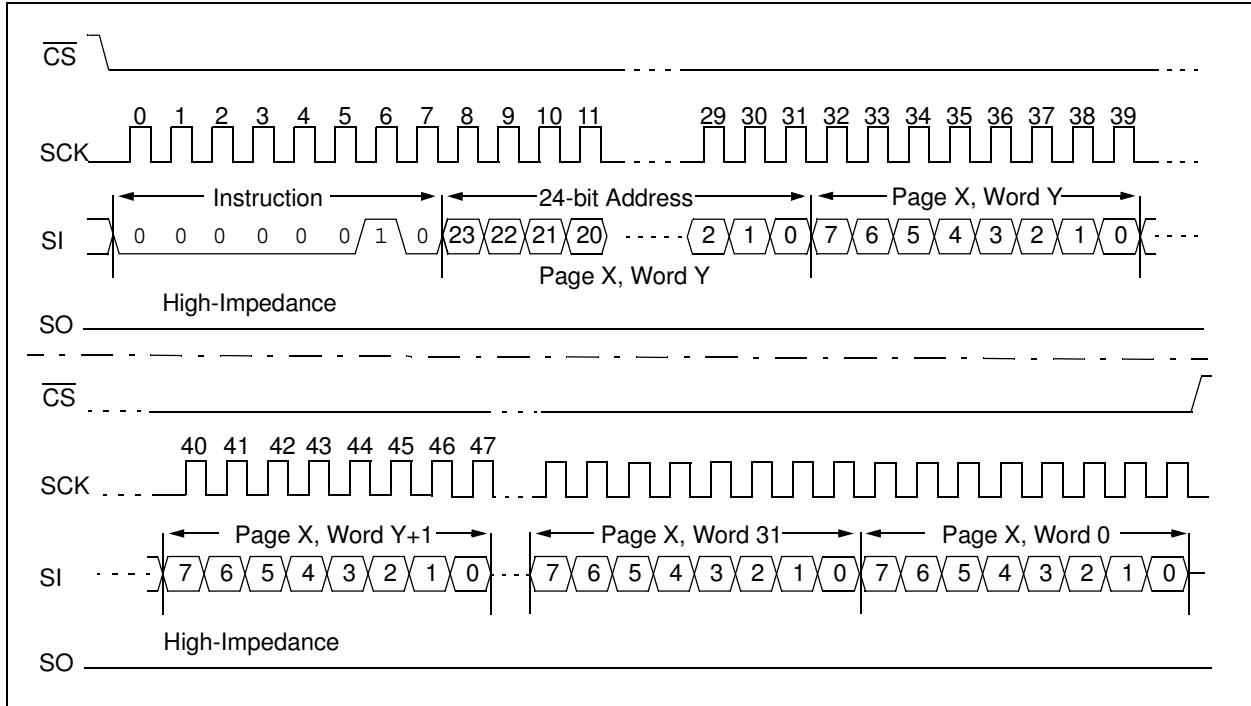 CS
0 1 2 3 4 5 6 7 8 9 10 11 29 30 31 32 33 34 35 36 37 38 39
SCK
Instruction 24-bit Address Page X, Word Y
SI 0 0 0 0 0 0 1 0 23 22 21 20 2 1 0 7 6 5 4 3 2 1 0
Page X, Word Y
High-Impedance
SO
CS
40 41 42 43 44 45 46 47
SCK
Page X, Word Y+1 Page X, Word 31 Page X, Word 0
SI 7 6 5 4 3 2 1 0 7 6 5 4 3 2 1 0 7 6 5 4 3 2 1 0
High-Impedance
SO